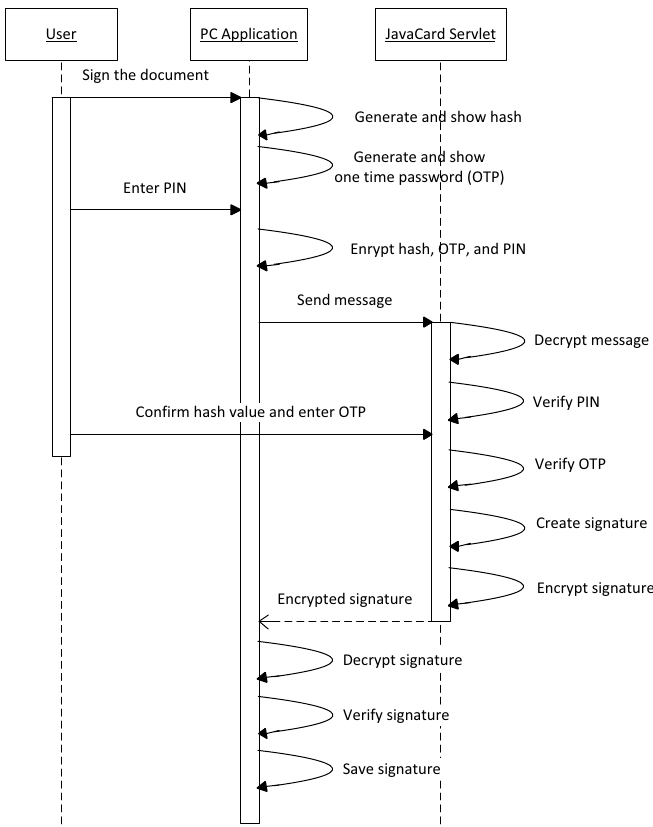 User
PC Application
JavaCard Servlet
Sign the document
Generate and show hash
Generate and show
one time password (OTP)
Enter PIN
Enrypt hash, OTP, and PIN
Send message
Decrypt message
Verify PIN
Confirm hash value and enter OTP
Verify OTP
Create signature
Encrypt signature
Encrypted signature
Decrypt signature
Verify signature
Save signature